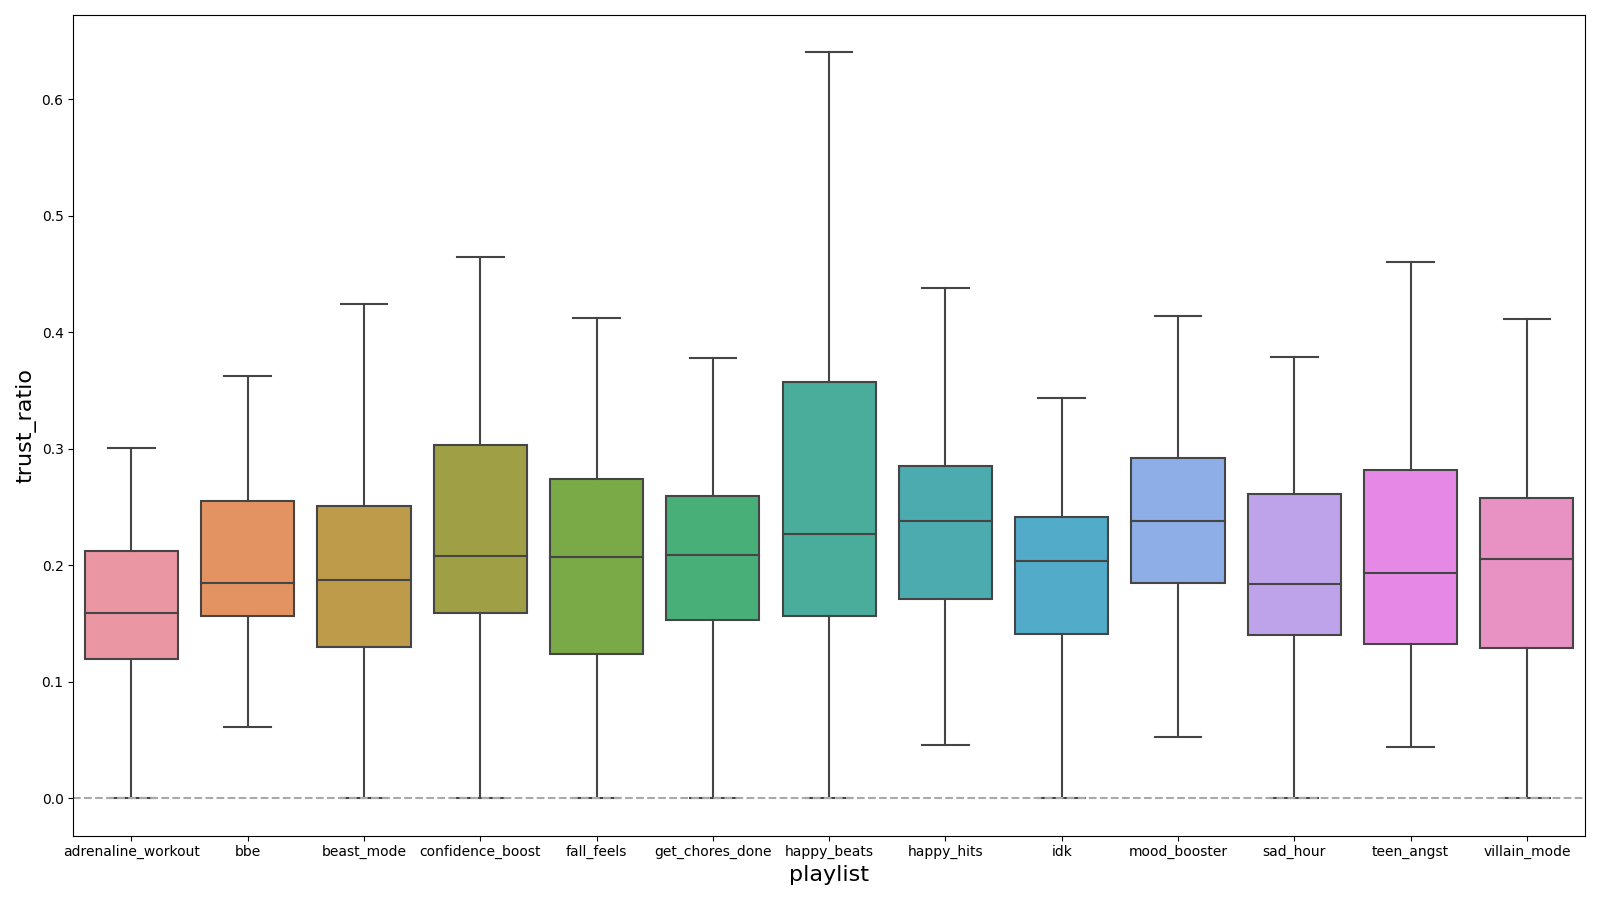 trust_ratio
0.6
0.5
0.4
0.3
0.2
0.1
0.0
adrenaline_workout bbe beast_mode confidence_boost fall_feels get_chores_done happy_beats happy_hits idk mood_booster sad_hour teen_angst villain_mode
playlist